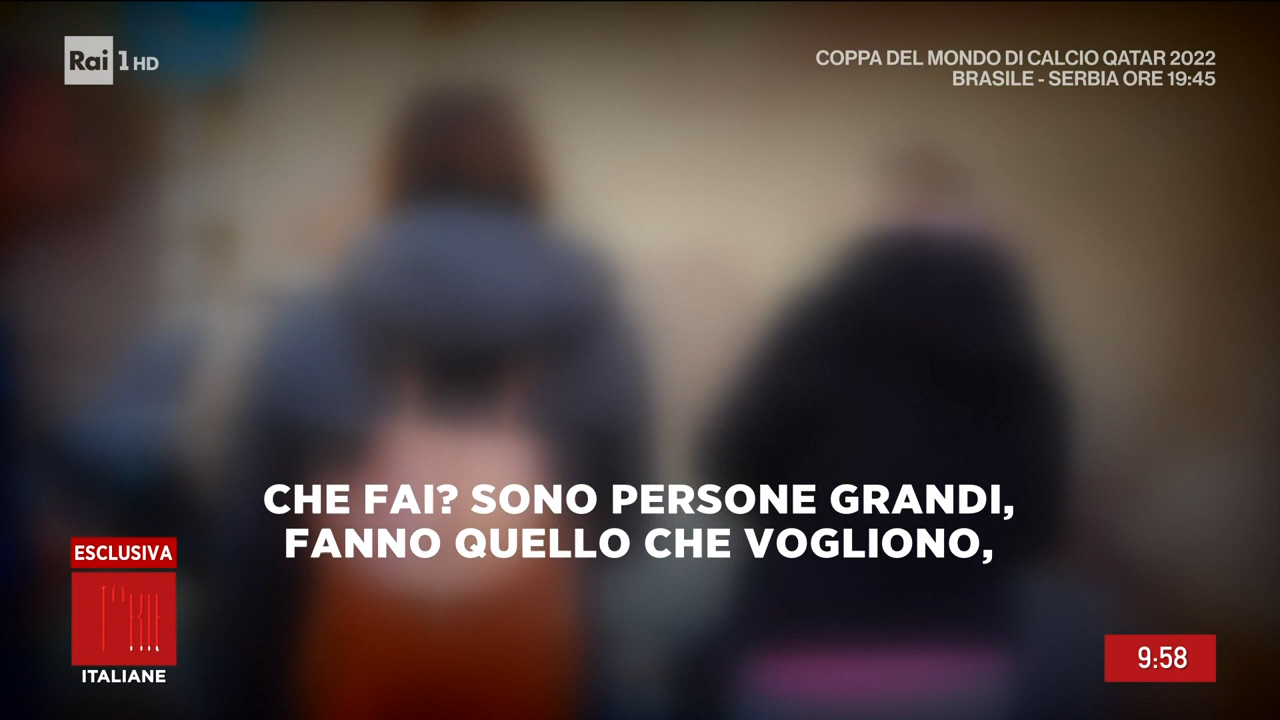 Rai 1 HD
COPPA DEL MONDO DI CALCIO QATAR 2022
BRASILE - SERBIA ORE 19:45
CHE FAI? SONO PERSONE GRANDI,
FANNO QUELLO CHE VOGLIONO,
ESCLUSIVA
ITALIANE
9:58